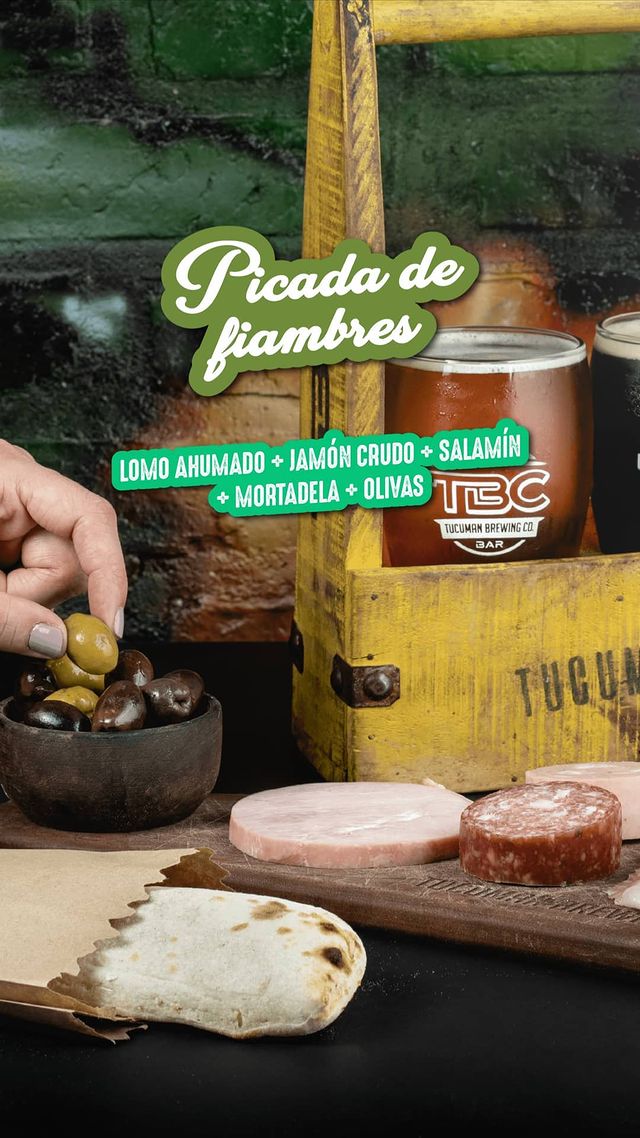 Picada de
fiambres
LOMO AHUMADO + JAMÓN CRUDO + SALAMÍN
+ MORTADELA + OLIVAS
TBC
TUCUMAN BREWING CO.
BAR
TUCUM